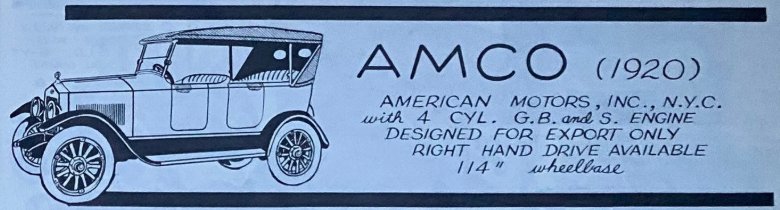 AMCO (1920)
AMERICAN MOTORS, INC., N.Y.C.
with 4 CYL. G.B. and S. ENGINE
DESIGNED FOR EXPORT ONLY
RIGHT HAND DRIVE AVAILABLE
114" wheelbase